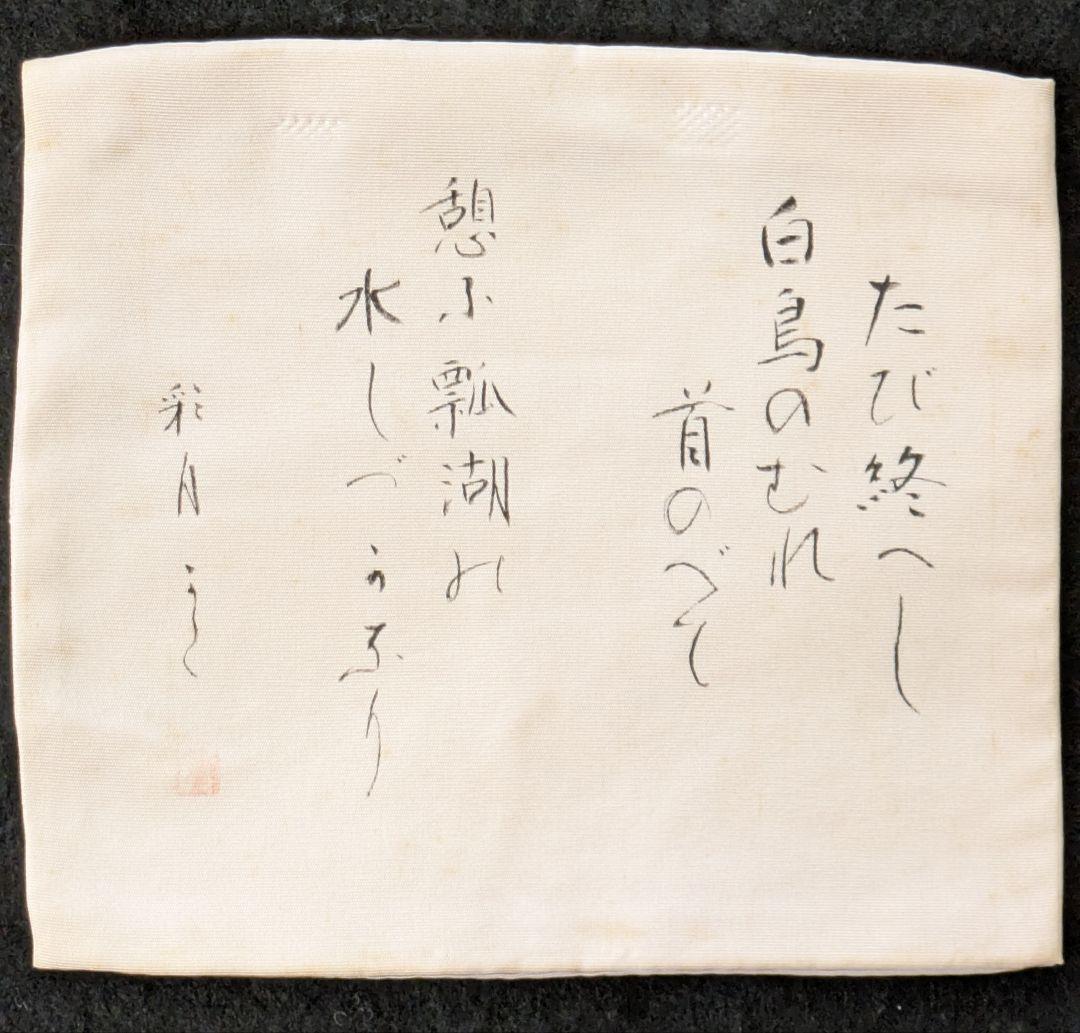 たび終へし
白鳥のむれ
首のべて
憩ふ瓢湖の
水しづかなり
彩月